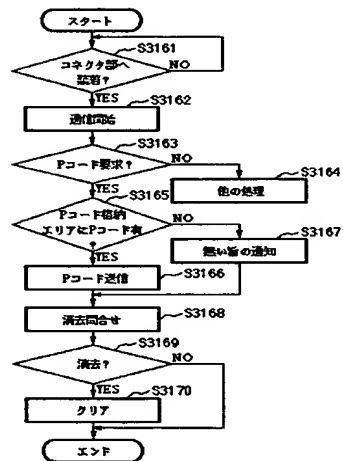 スタート
S3161
コネクタ部へ
装着?
NO
YES
S3162
通信開始
S3163
Pコード要求?
NO
S3164
YES
S3165
他の処理
Pコード格納
エリアにPコード有
?
NO
S3167
YES
無い旨の通知
Pコード送信
S3166
消去問合せ
S3168
S3169
消去?
NO
YES
S3170
クリア
エンド